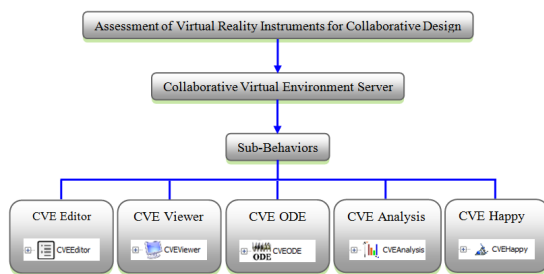 Assessment of Virtual Reality Instruments for Collaborative Design
Collaborative Virtual Environment Server
Sub-Behaviors
CVE Editor
CVEEditor
CVE Viewer
CVEViewer
CVE ODE
ODE
CVEODE
CVE Analysis
CVEAnalysis
CVE Happy
CVEHappy